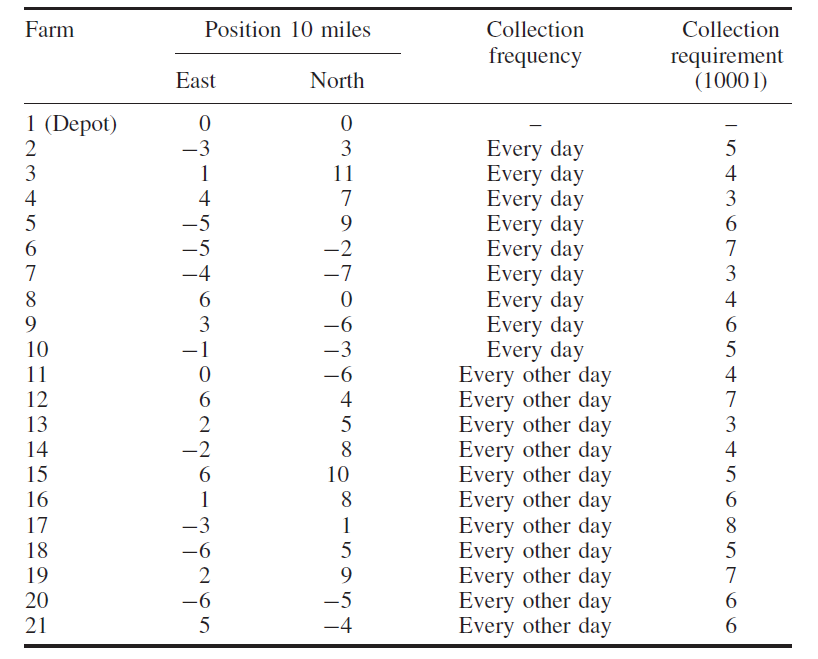 Farm Position 10 miles Collection frequency Collection requirement (1000 l)
East North
1 (Depot) 0 0 – –
2 −3 3 Every day 5
3 1 11 Every day 4
4 4 7 Every day 3
5 −5 9 Every day 6
6 −5 −2 Every day 7
7 −4 −7 Every day 3
8 6 0 Every day 4
9 3 −6 Every day 6
10 −1 −3 Every day 5
11 0 −6 Every other day 4
12 6 4 Every other day 7
13 2 5 Every other day 3
14 −2 8 Every other day 4
15 6 10 Every other day 5
16 1 8 Every other day 6
17 −3 1 Every other day 8
18 −6 5 Every other day 5
19 2 9 Every other day 7
20 −6 −5 Every other day 6
21 5 −4 Every other day 6